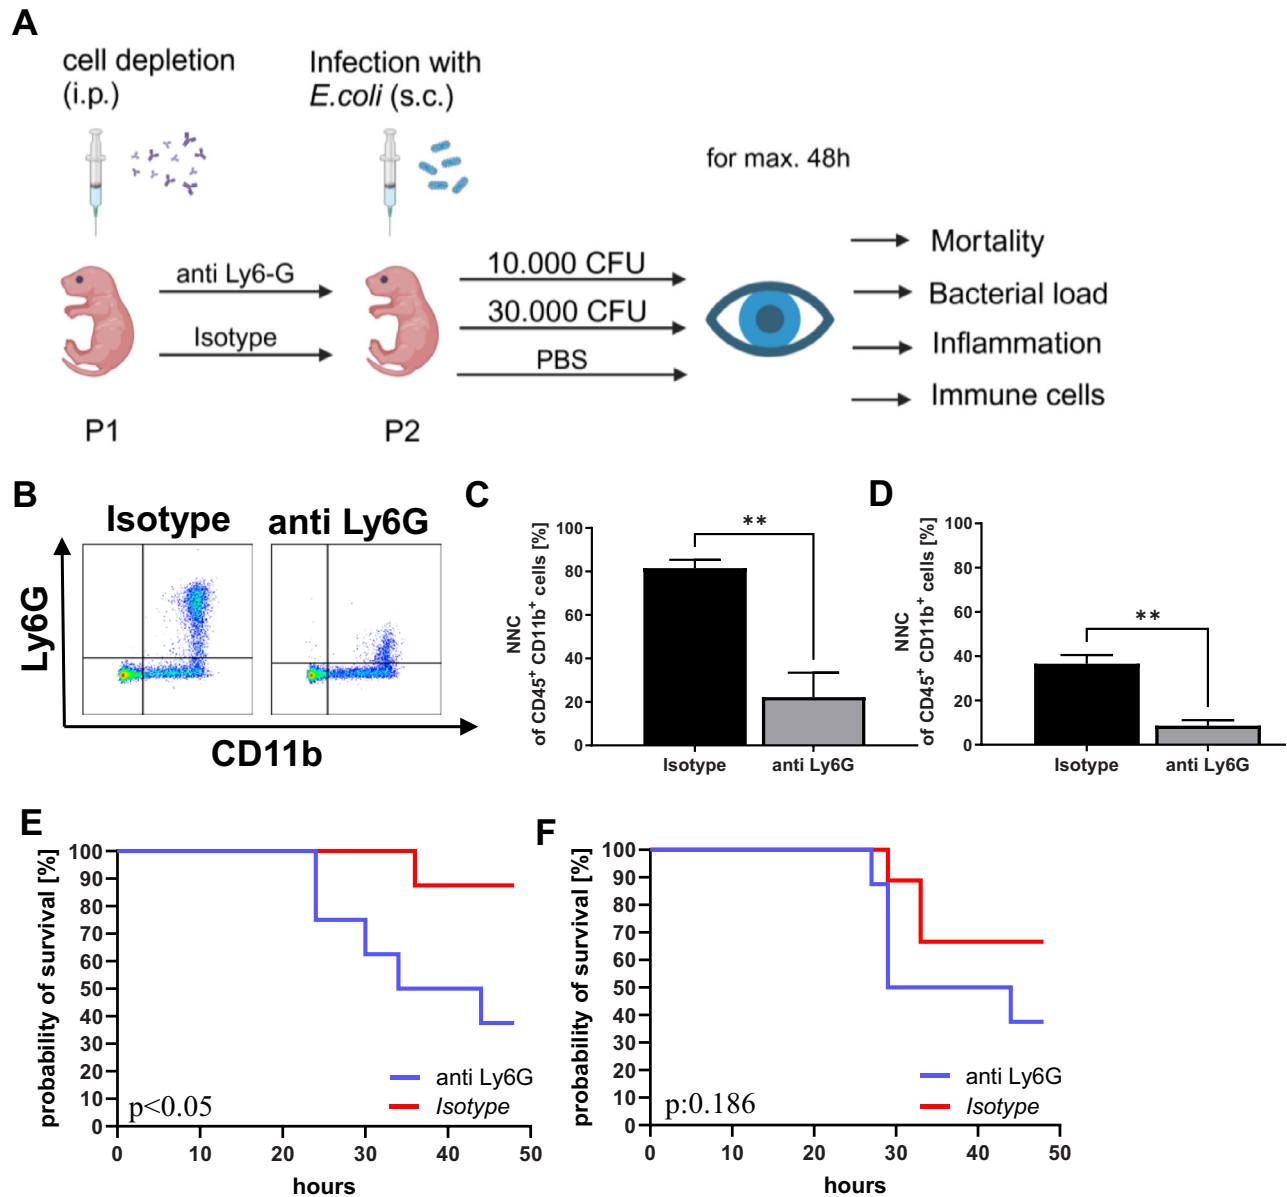 A
cell depletion
(i.p.)
Infection with
E.coli (s.c.)
for max. 48h
anti Ly6-G
Isotype
10.000 CFU
30.000 CFU
PBS
Mortality
Bacterial load
Inflammation
Immune cells
P1
P2
B
Isotype
anti Ly6G
Ly6G
CD11b
C
NNC
of CD45+ CD11b+ cells [%]
100
80
60
40
20
0
**
Isotype
anti Ly6G
D
NNC
of CD45+ CD11b+ cells [%]
100
80
60
40
20
0
**
Isotype
anti Ly6G
E
probability of survival [%]
100
90
80
70
60
50
40
30
20
10
0
anti Ly6G
Isotype
p<0.05
0 10 20 30 40 50
hours
F
probability of survival [%]
100
90
80
70
60
50
40
30
20
10
0
anti Ly6G
Isotype
p:0.186
0 10 20 30 40 50
hours